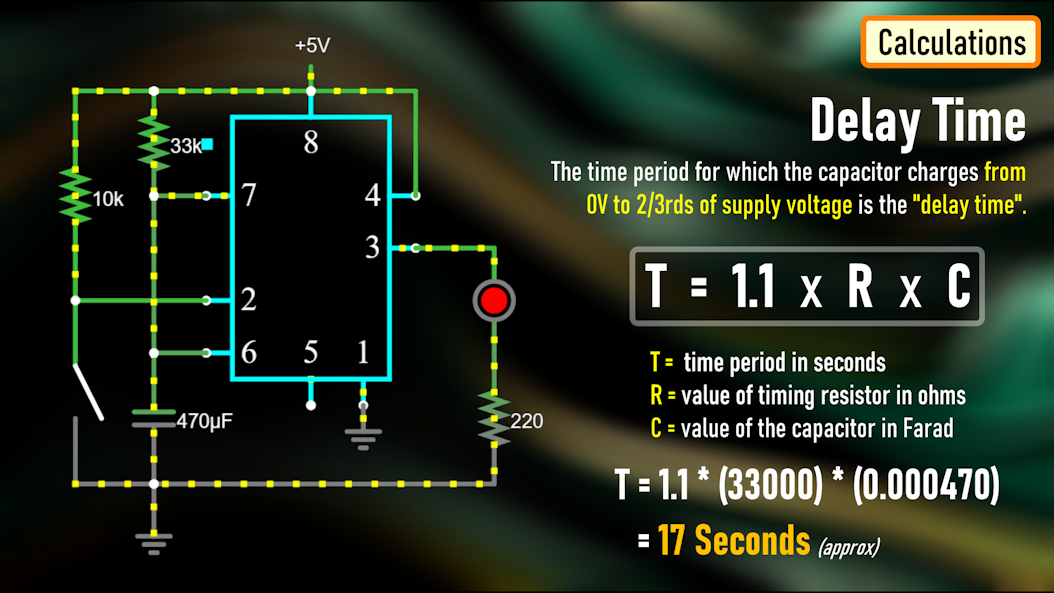 Calculations
+5V
Delay Time
The time period for which the capacitor charges from
0V to 2/3rds of supply voltage is the "delay time".
33k
8
10k
7
4
3
T = 1.1 x R x C
2
6
5
1
T = time period in seconds
R = value of timing resistor in ohms
C = value of the capacitor in Farad
470µF
220
T = 1.1 * (33000) * (0.000470)
= 17 Seconds (approx)